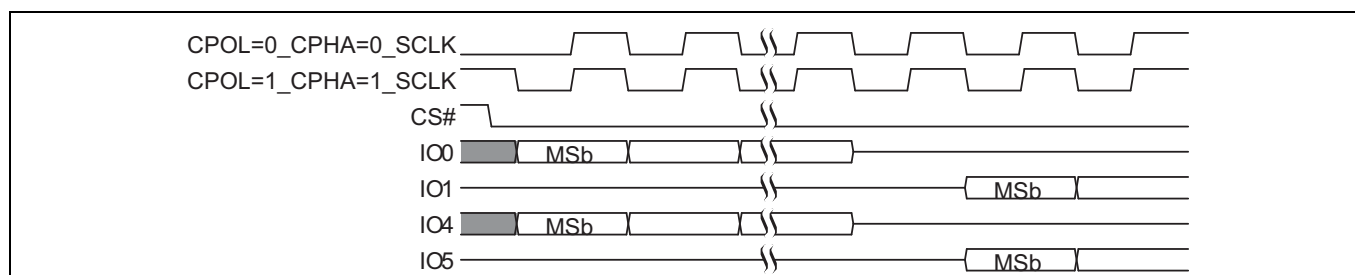 CPOL=0_CPHA=0_SCLK
CPOL=1_CPHA=1_SCLK
CS#
IO0 MSb
IO1 MSb
IO4 MSb
IO5 MSb